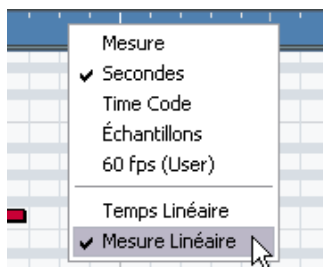 Mesure
Secondes
Time Code
Échantillons
60 fps (User)
Temps Linéaire
Mesure Linéaire